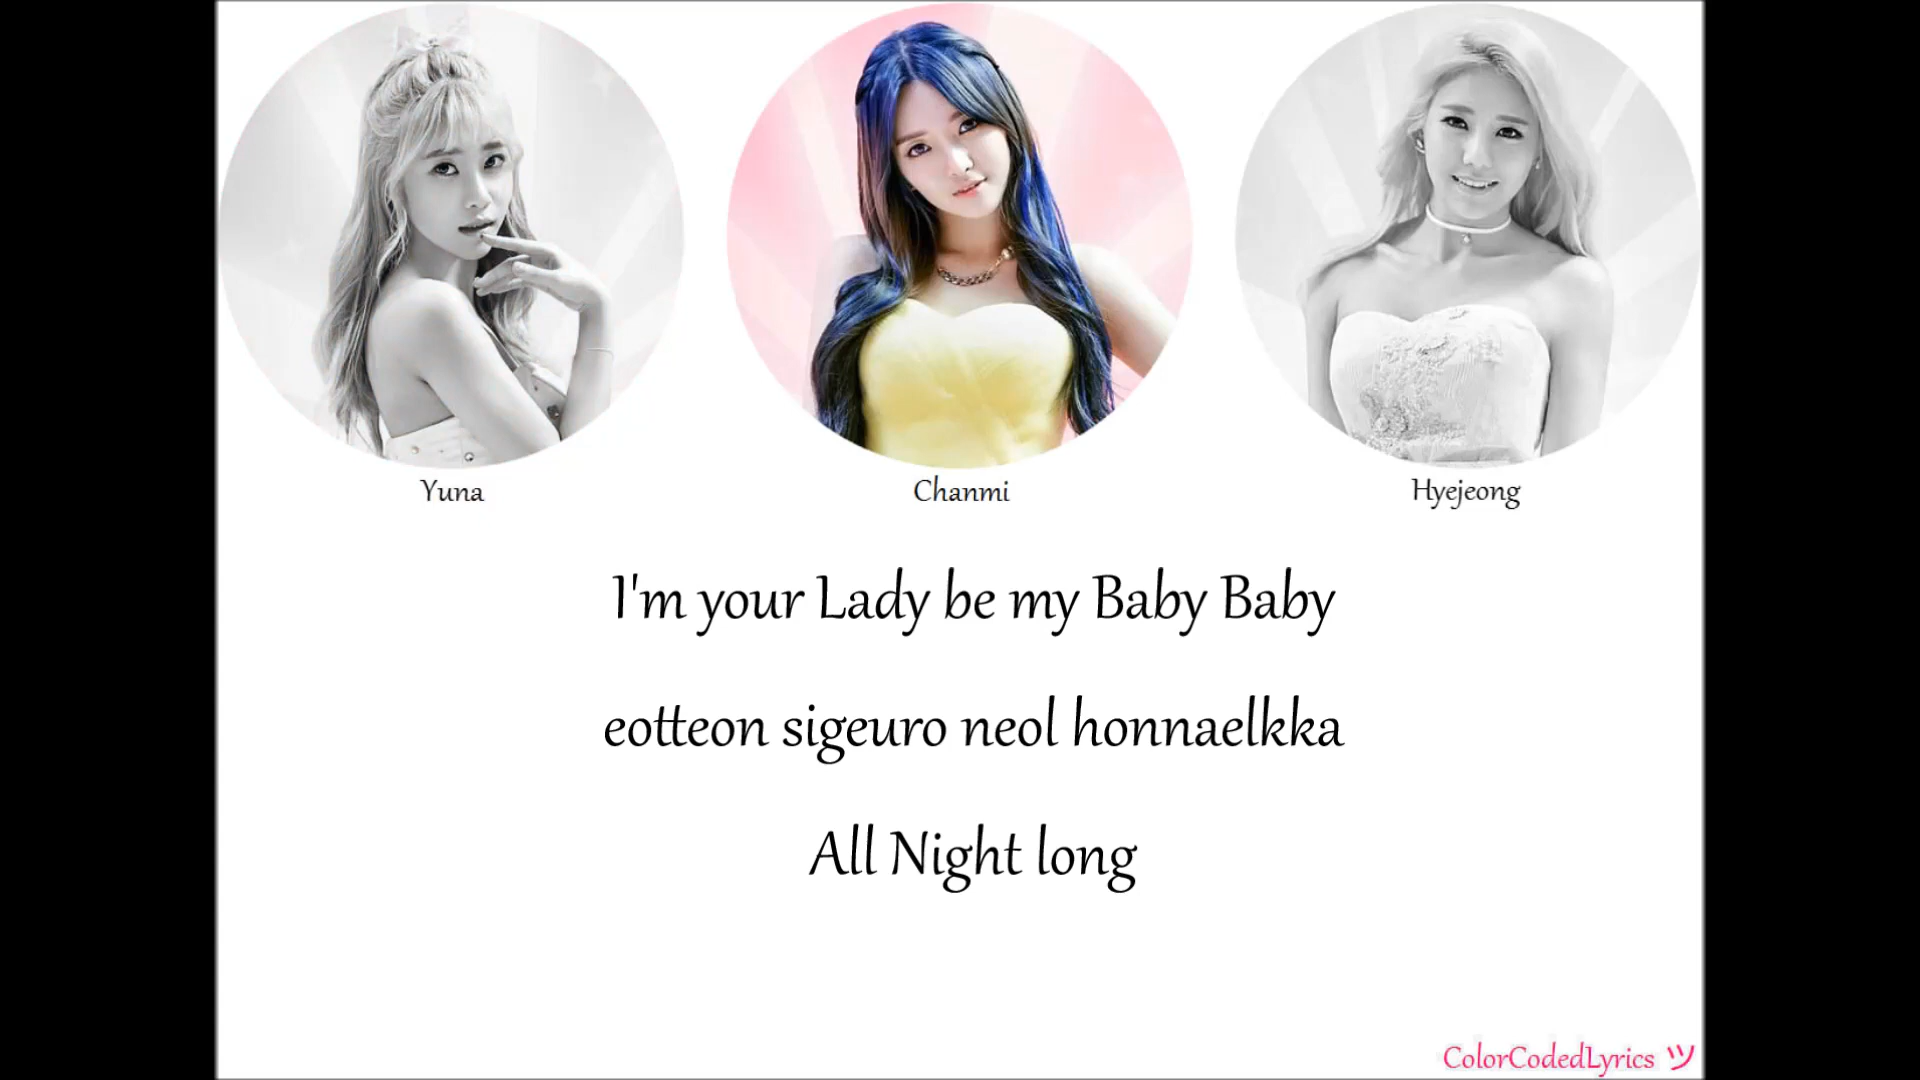 Yuna
Chanmi
Hyejeong
I'm your Lady be my Baby Baby
eotteon sigeuro neol honnaelkka
All Night long
ColorCodedLyrics ツ